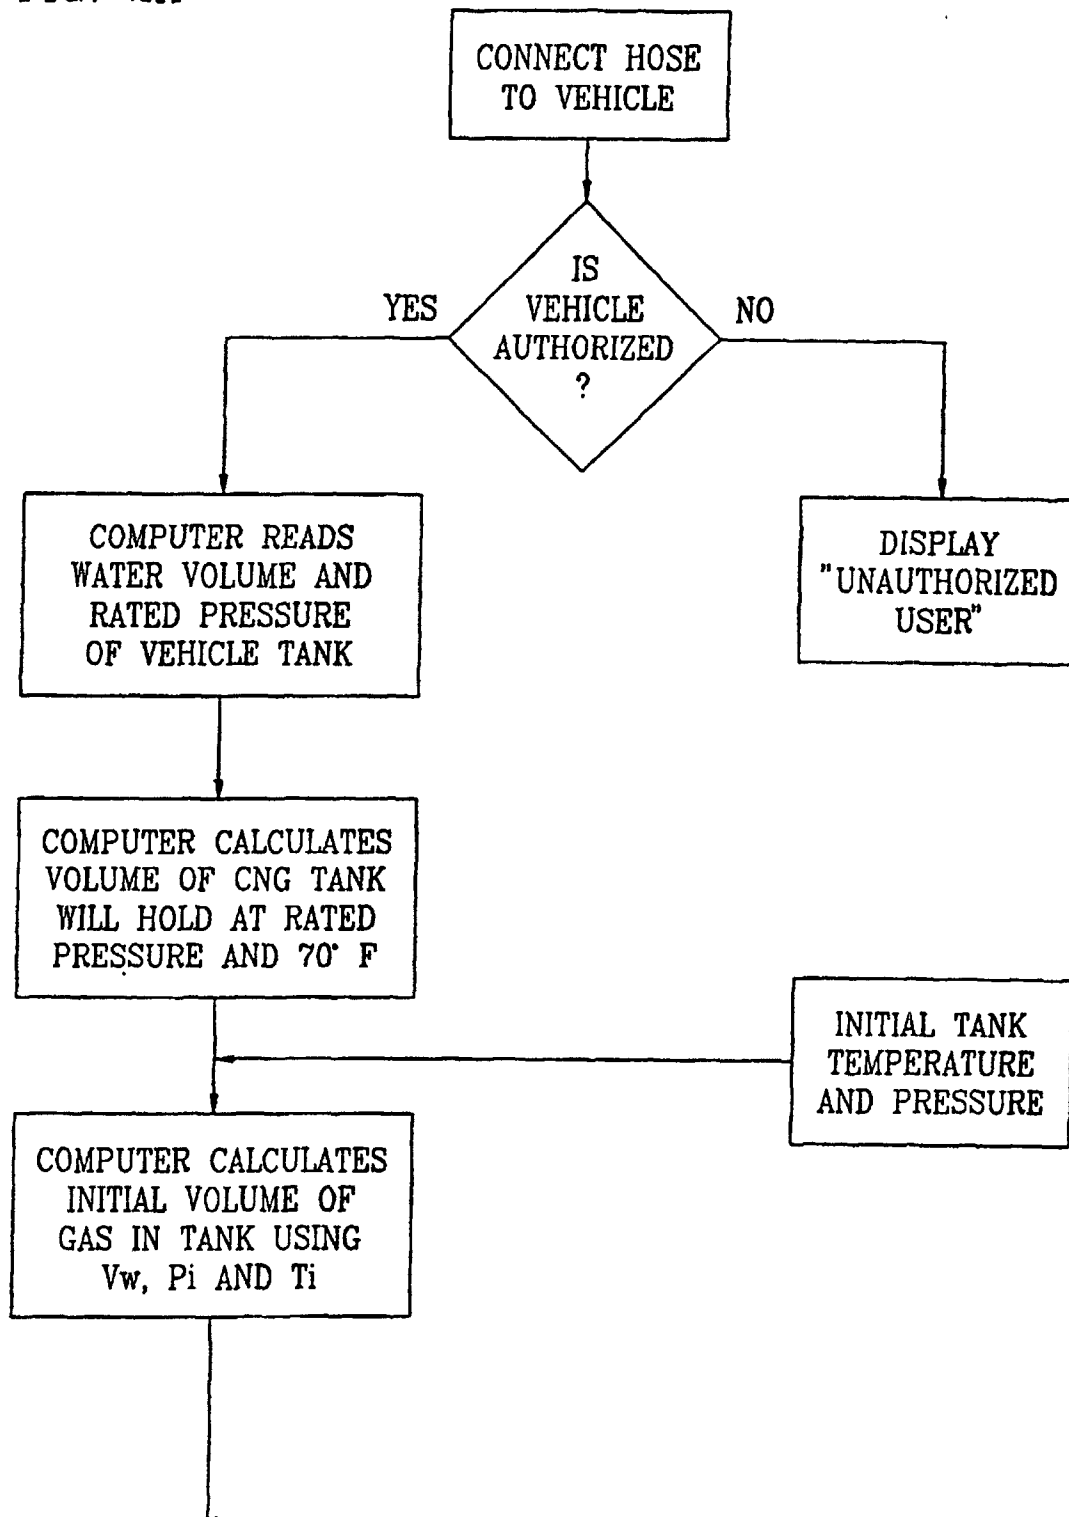 CONNECT HOSE
TO VEHICLE
IS
VEHICLE
AUTHORIZED
?
YES
NO
COMPUTER READS
WATER VOLUME AND
RATED PRESSURE
OF VEHICLE TANK
DISPLAY
"UNAUTHORIZED
USER"
COMPUTER CALCULATES
VOLUME OF CNG TANK
WILL HOLD AT RATED
PRESSURE AND 70° F
INITIAL TANK
TEMPERATURE
AND PRESSURE
COMPUTER CALCULATES
INITIAL VOLUME OF
GAS IN TANK USING
Vw, Pi AND Ti